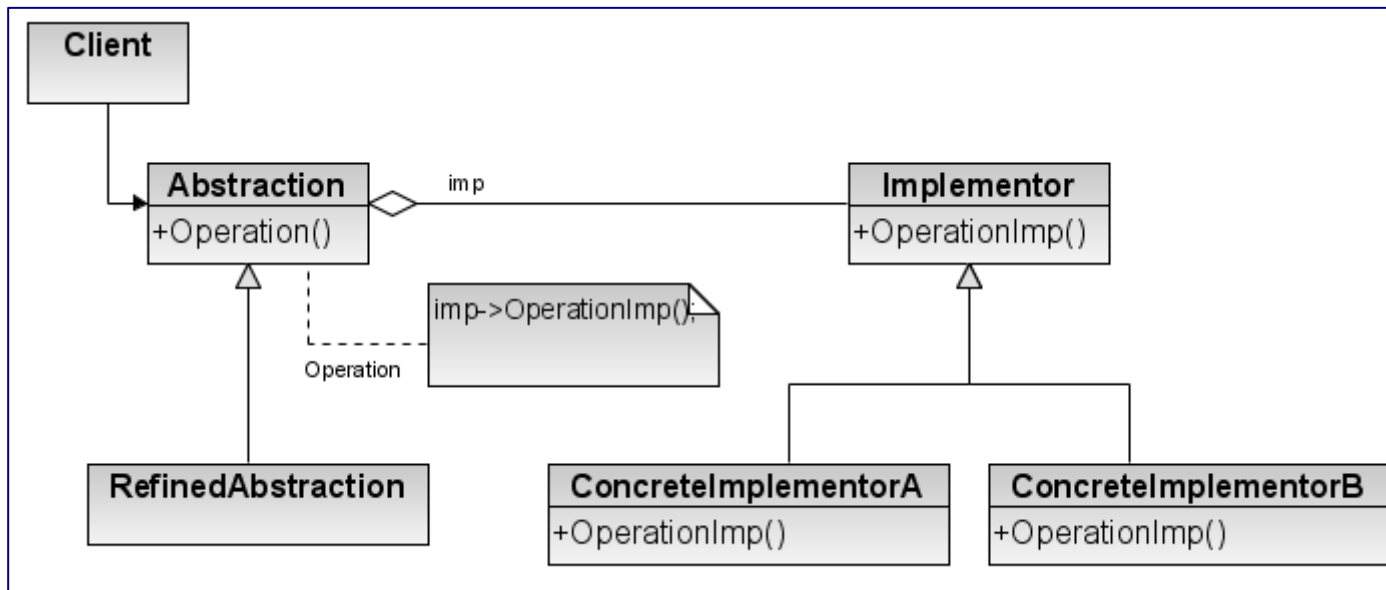 Client
Abstraction
+Operation()
imp
Implementor
+OperationImp()
imp->OperationImp();
Operation
RefinedAbstraction
ConcreteImplementorA
+OperationImp()
ConcreteImplementorB
+OperationImp()